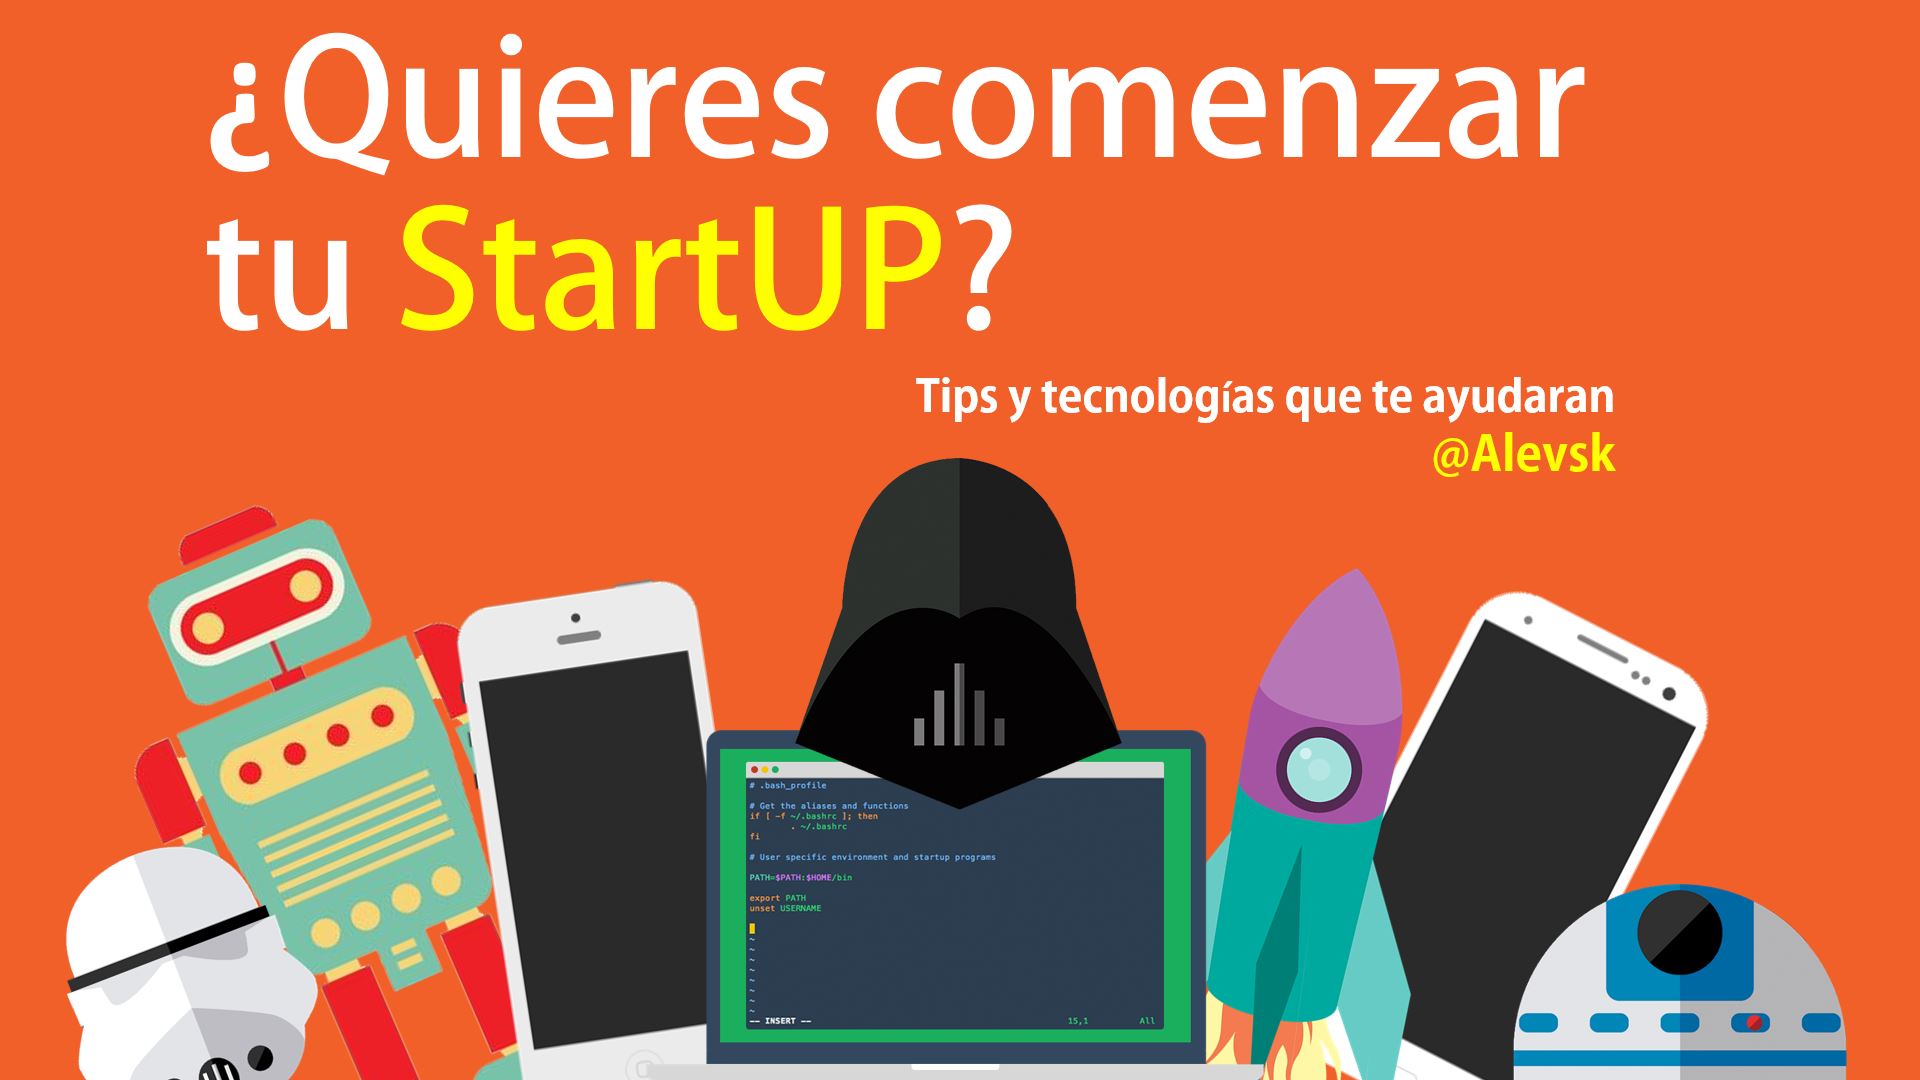 ¿Quieres comenzar
tu StartUP?
Tips y tecnologías que te ayudaran
@Alevsk
# .bash_profile
# Get the aliases and functions
if [ -f ~/.bashrc ]; then
. ~/.bashrc
fi
# User specific environment and startup programs
PATH=$PATH:$HOME/bin
export PATH
unset USERNAME
~
~
~
~
~
~
~
~
-- INSERT -- 15,1 All